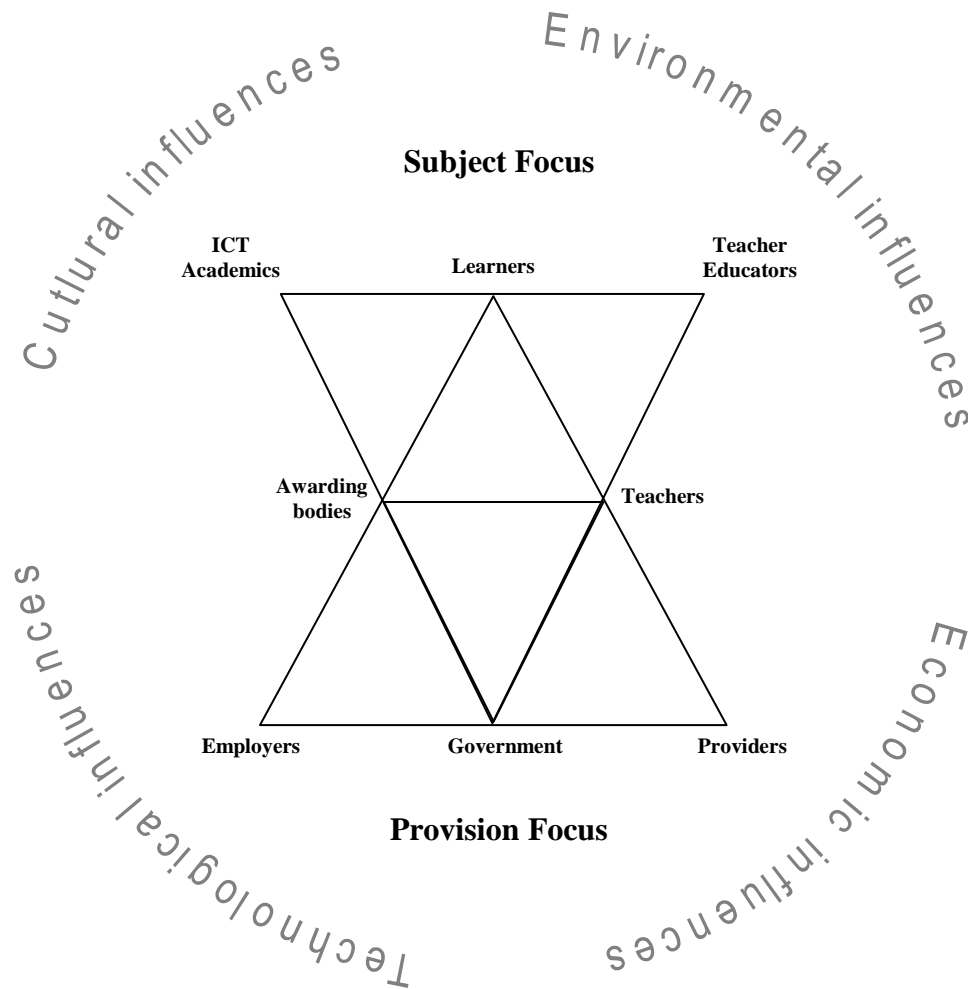 Cutlural influences
Environmental influences
Subject Focus
ICT
Academics
Learners
Teacher
Educators
Awarding
bodies
Teachers
Employers
Government
Providers
Provision Focus
Technological influences
Economic influences